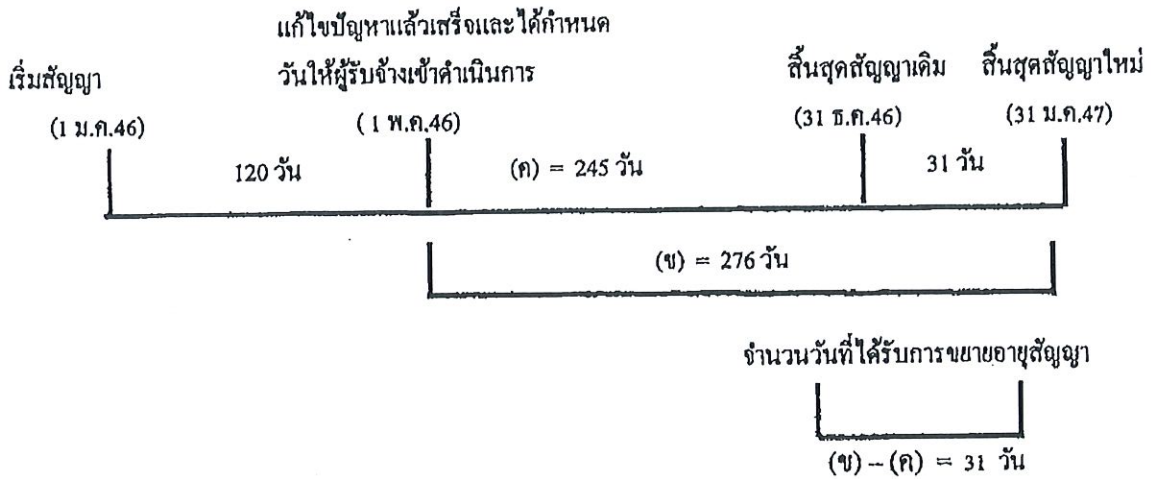 แก้ไขปัญหาแล้วเสร็จและได้กำหนด
เริ่มสัญญา วันให้ผู้รับจ้างเข้าดำเนินการ สิ้นสุดสัญญาเดิม สิ้นสุดสัญญาใหม่
(1 ม.ค.46) (1 พ.ค.46) (31 ธ.ค.46) (31 ม.ค.47)
120 วัน (ค) = 245 วัน 31 วัน
(ข) = 276 วัน
จำนวนวันที่ได้รับการขยายอายุสัญญา
(ข) – (ค) = 31 วัน